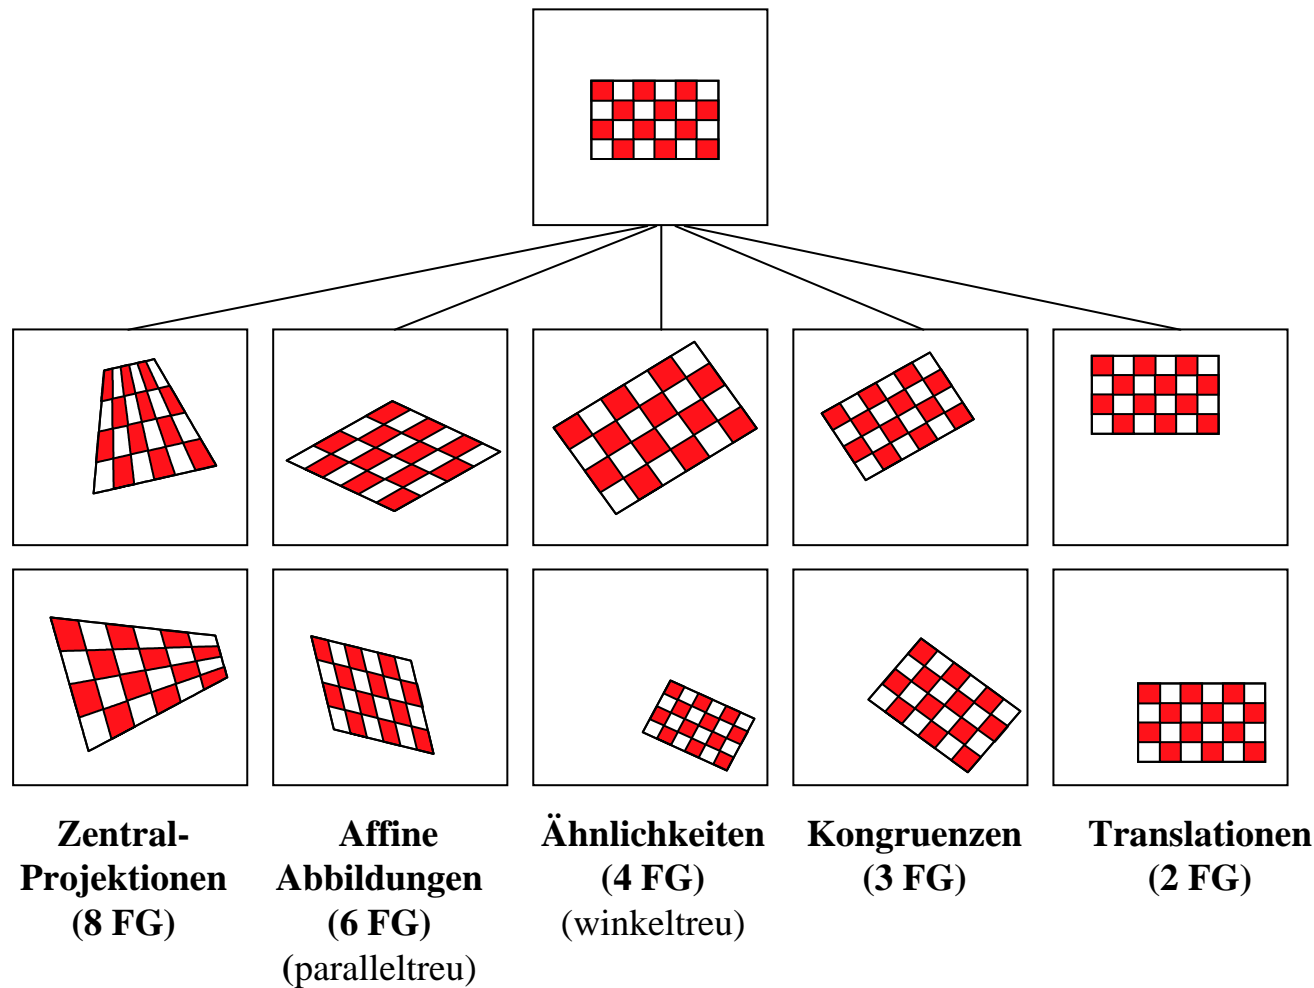 Zentral-
Projektionen
(8 FG)
Affine
Abbildungen
(6 FG)
(paralleltreu)
Ähnlichkeiten
(4 FG)
(winkeltreu)
Kongruenzen
(3 FG)
Translationen
(2 FG)